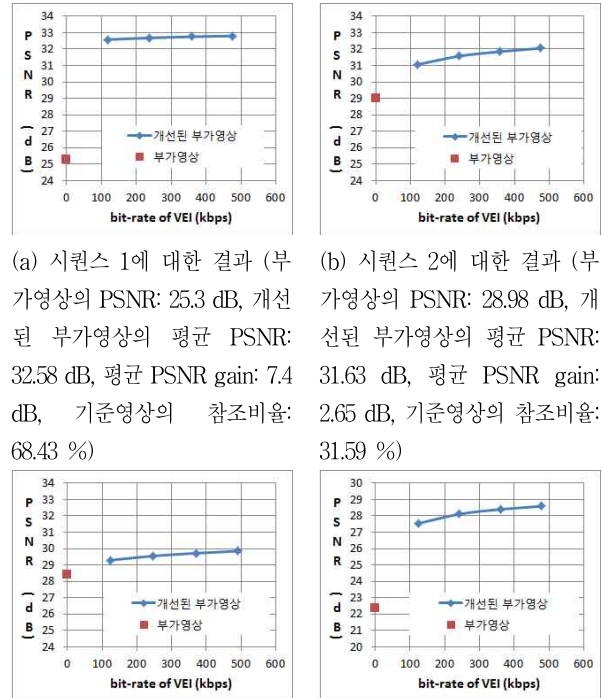 34
33
32
31
30
29
28
27
26
25
24
P S N R (dB)
개선된 부가영상
부가영상
0 100 200 300 400 500 600
bit-rate of VEI (kbps)
34
33
32
31
30
29
28
27
26
25
24
P S N R (dB)
개선된 부가영상
부가영상
0 100 200 300 400 500 600
bit-rate of VEI (kbps)
(a) 시퀀스 1에 대한 결과 (부
가영상의 PSNR: 25.3 dB, 개선
된 부가영상의 평균 PSNR:
32.58 dB, 평균 PSNR gain: 7.4
dB, 기준영상의 참조비율:
68.43 %)
(b) 시퀀스 2에 대한 결과 (부
가영상의 PSNR: 28.98 dB, 개
선된 부가영상의 평균 PSNR:
31.63 dB, 평균 PSNR gain:
2.65 dB, 기준영상의 참조비율:
31.59 %)
34
33
32
31
30
29
28
27
26
25
24
P S N R (dB)
개선된 부가영상
부가영상
0 100 200 300 400 500 600
bit-rate of VEI (kbps)
30
29
28
27
26
25
24
23
22
21
20
P S N R (dB)
개선된 부가영상
부가영상
0 100 200 300 400 500 600
bit-rate of VEI (kbps)